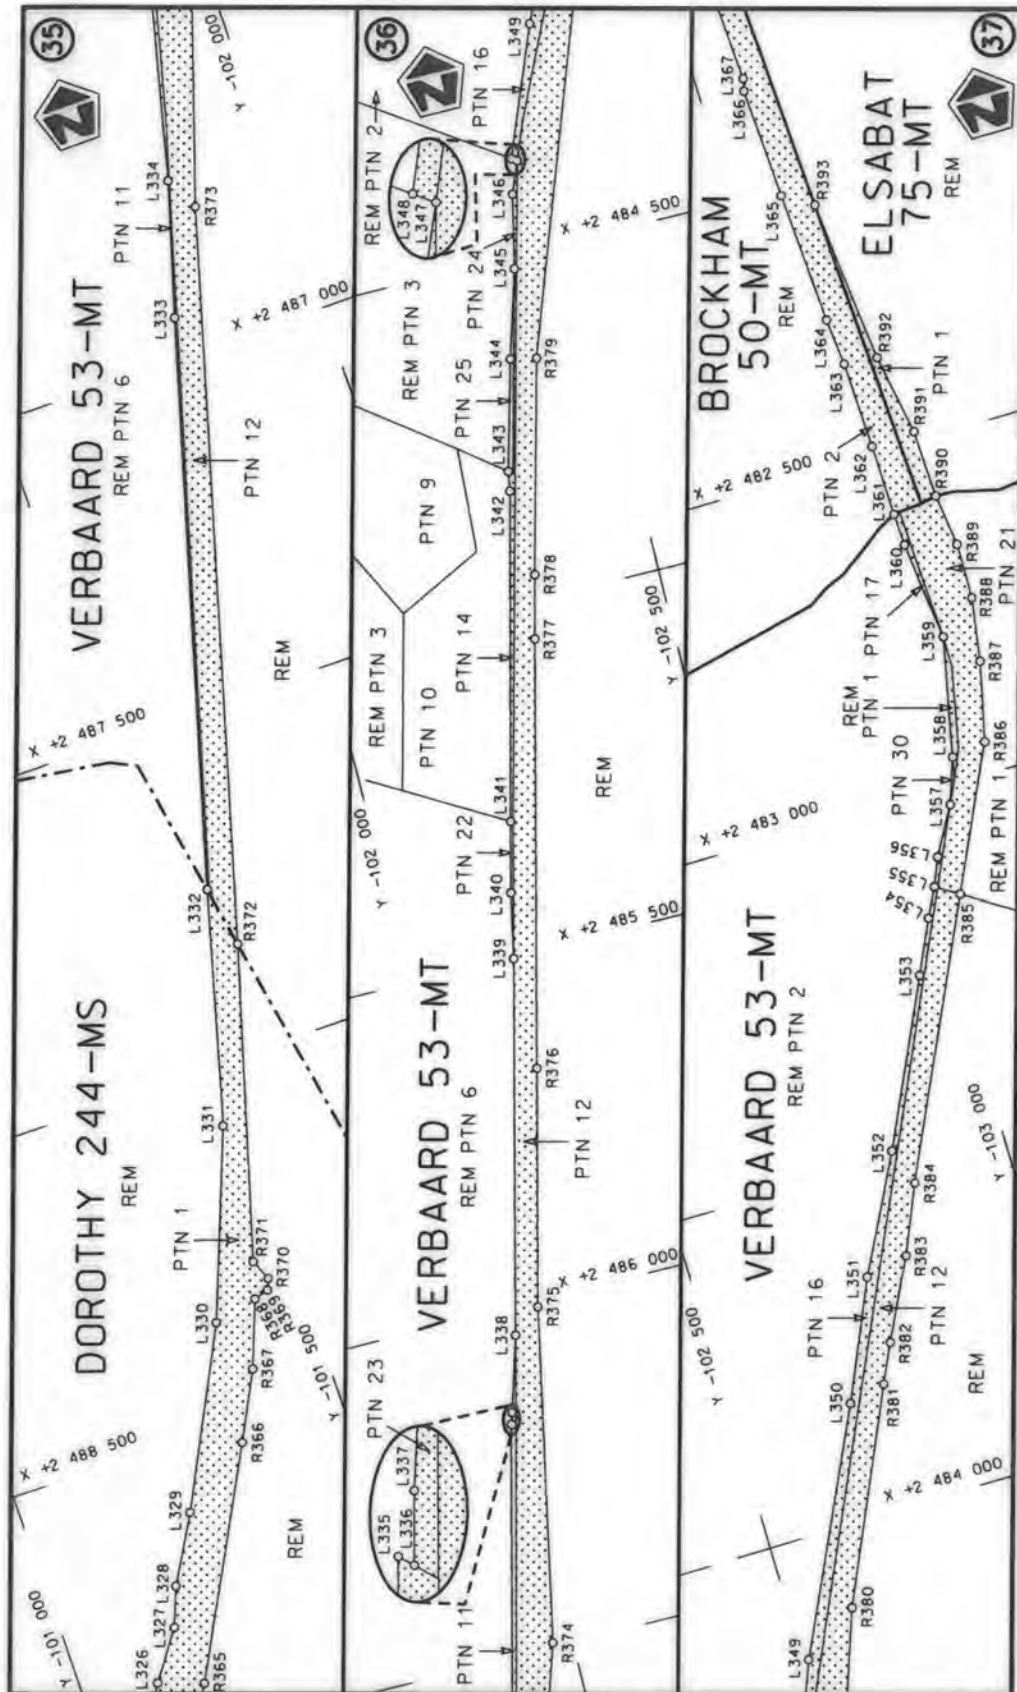 35
N
VERBAARD 53-MT
REM PTN 6
PTN 11
L334
R373
L333
PTN 12
REM
X +2 487 000
Y -102 000
X +2 487 500
L332
R372
DOROTHY 244-MS
REM
PTN 1
L331
R371
R370
R369
R368
L330
R367
R366
Y -101 500
X +2 488 500
L329
L328
L327
L326
R365
REM
Y -101 000
36
N
L349
PTN 16
REM PTN 2
L348
L347
L346
PTN 24
L345
REM PTN 3
L344
R379
PTN 25
X +2 484 500
L343
L342
PTN 9
R378
R377
PTN 14
REM PTN 3
PTN 10
L341
PTN 22
L340
L339
Y -102 000
Y -102 500
REM
X +2 485 500
VERBAARD 53-MT
REM PTN 6
R376
PTN 12
X +2 486 000
R375
L338
PTN 23
L337
L336
L335
PTN 11
R374
37
N
ELSABAT
75-MT
REM
BROCKHAM
50-MT
REM
L367
L366
R393
L365
L364
L363
R392
PTN 1
R391
R390
L362
PTN 2
L361
X +2 482 500
L360
R389
PTN 21
R388
PTN 17
L359
R387
REM
PTN 1
L358
R386
PTN 30
L357
L356
L355
L354
REM PTN 1
R385
X +2 483 000
L353
VERBAARD 53-MT
REM PTN 2
L352
R384
Y -103 000
L351
R383
PTN 16
PTN 12
R382
R381
L350
REM
Y -102 500
X +2 484 000
R380
L349